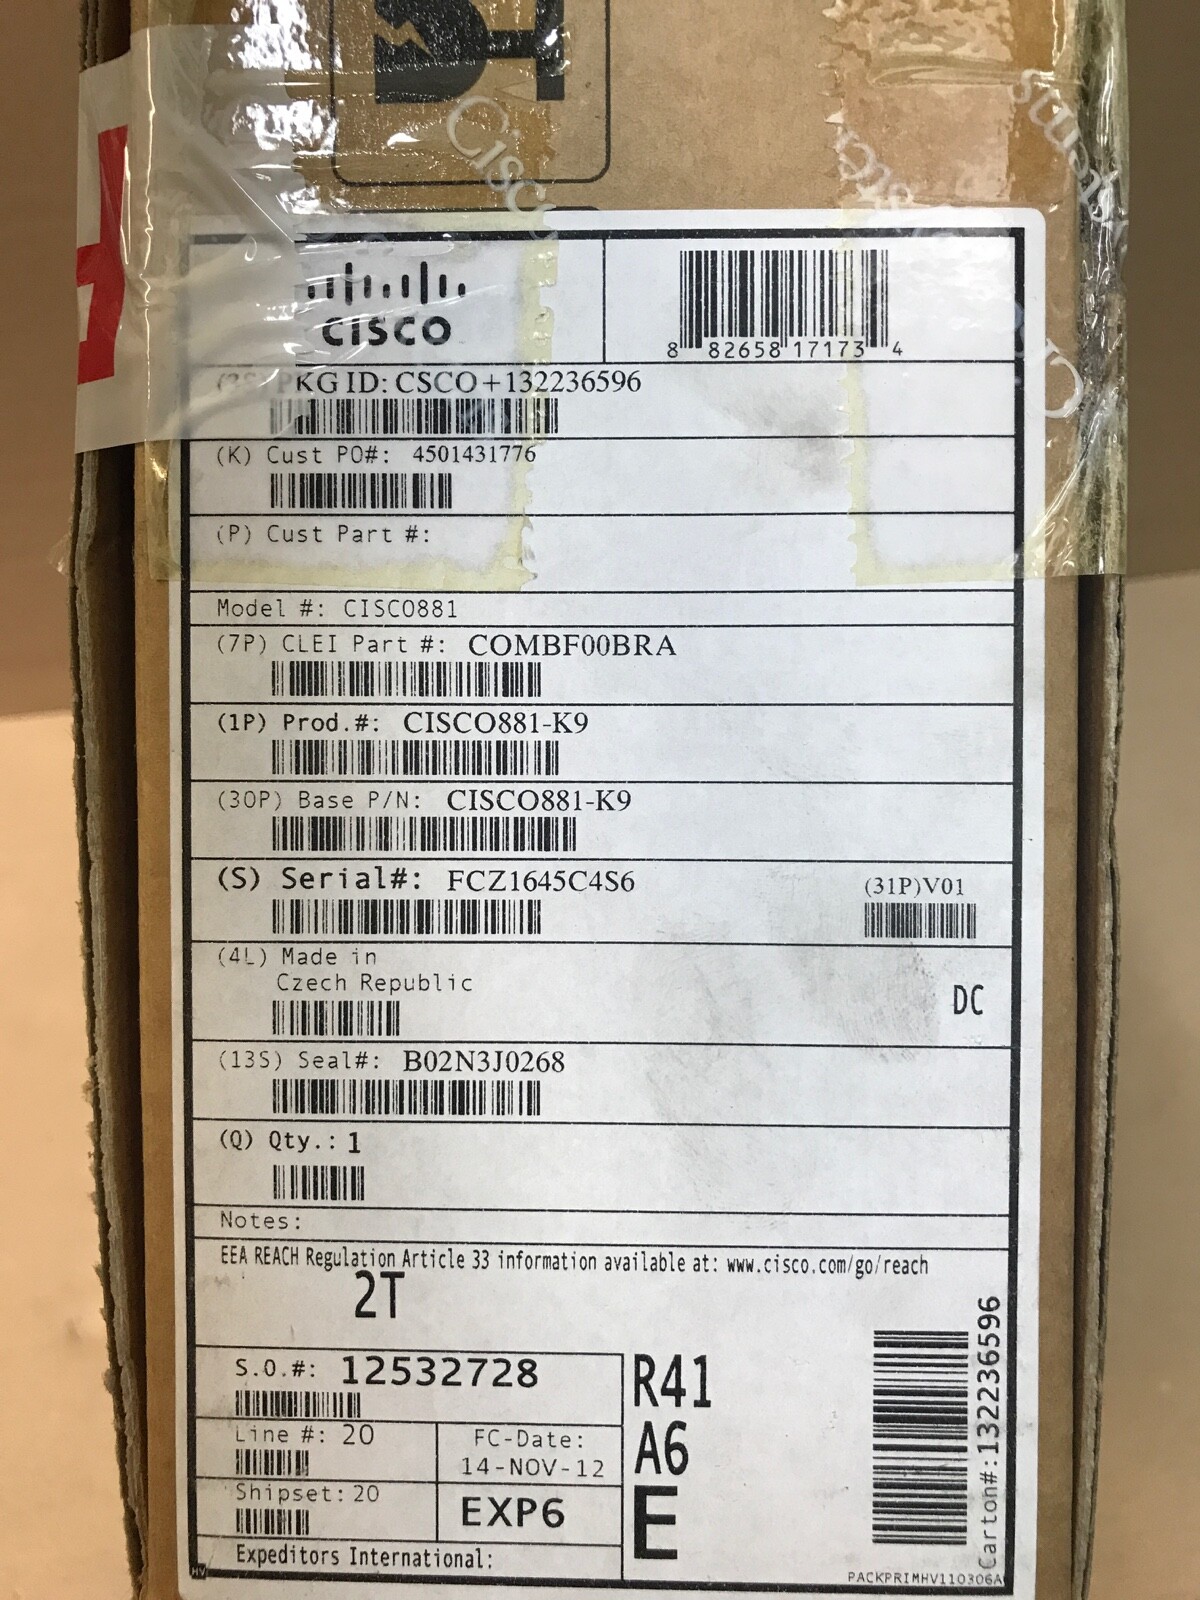 Cisco
CISCO
8 82658 17173 4
(3S) PKG ID: CSCO+132236596
(K) Cust PO#: 4501431776
(P) Cust Part #:
Model #: CISCO881
(7P) CLEI Part #: COMBF00BRA
(1P) Prod.#: CISCO881-K9
(30P) Base P/N: CISCO881-K9
(S) Serial#: FCZ1645C4S6
(31P)V01
(4L) Made in
Czech Republic
DC
(13S) Seal#: B02N3J0268
(Q) Qty.: 1
Notes:
EEA REACH Regulation Article 33 information available at: www.cisco.com/go/reach
2T
S.O.#: 12532728
R41
Line #: 20
FC-Date:
14-NOV-12
A6
Shipset: 20
EXP6
E
Expeditors International:
Carton#:132236596
HV
PACKPRIMHV110306A